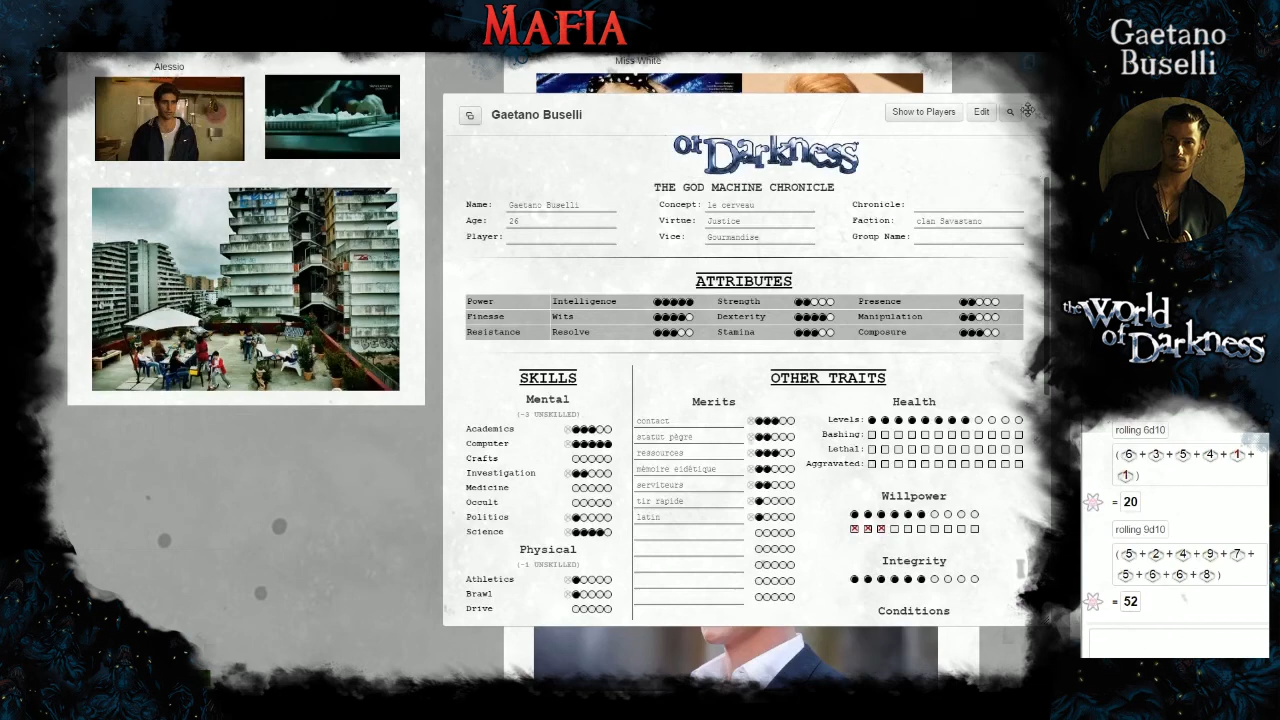 MAFIA
Gaetano
Buselli
Alessio
Miss White
Gaetano Buselli
Show to Players
Edit
of Darkness
THE GOD MACHINE CHRONICLE
Name: Gaetano Buselli
Concept: le cerveau
Chronicle:
Age: 26
Virtue: Justice
Faction: clan Savastano
Player:
Vice: Gourmandise
Group Name:
ATTRIBUTES
Power Intelligence Strength Presence
Finesse Wits Dexterity Manipulation
Resistance Resolve Stamina Composure
SKILLS
Mental
(-3 UNSKILLED)
Academics
Computer
Crafts
Investigation
Medicine
Occult
Politics
Science
Physical
(-1 UNSKILLED)
Athletics
Brawl
Drive
OTHER TRAITS
Merits
contact
statut pègre
ressources
mémoire eidétique
serviteurs
tir rapide
latin
Health
Levels:
Bashing:
Lethal:
Aggravated:
Willpower
Integrity
Conditions
the World
of Darkness
rolling 6d10
(6+3+5+4+1+
1)
= 20
rolling 9d10
(5+2+4+9+7+
5+6+6+8)
= 52